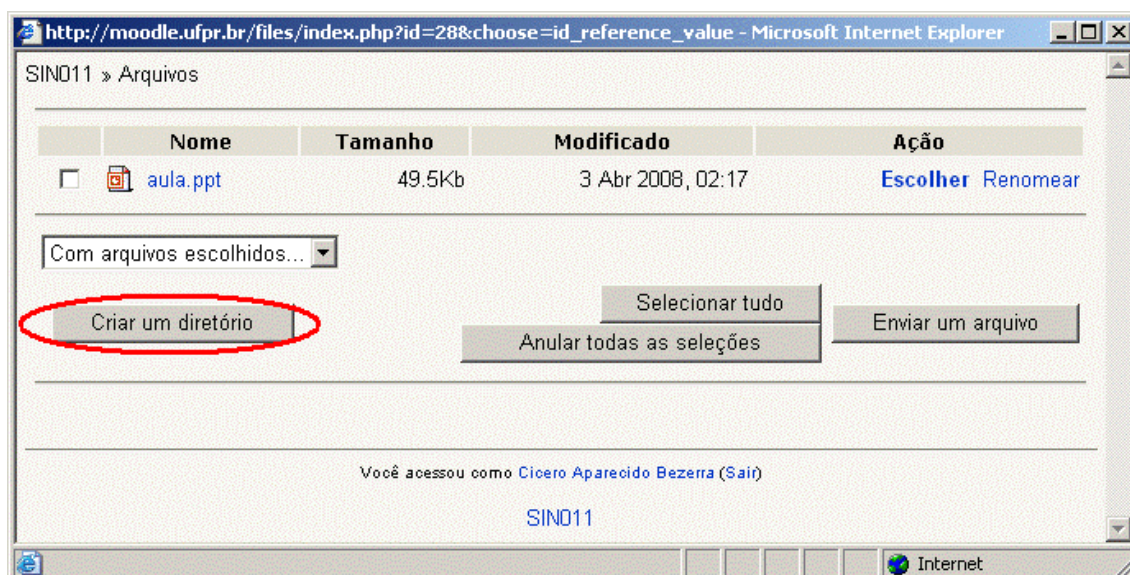 http://moodle.ufpr.br/files/index.php?id=28&choose=id_reference_value - Microsoft Internet Explorer
SIN011 » Arquivos
Nome Tamanho Modificado Ação
aula.ppt 49.5Kb 3 Abr 2008, 02:17 Escolher Renomear
Com arquivos escolhidos...
Criar um diretório
Selecionar tudo
Anular todas as seleções
Enviar um arquivo
Você acessou como Cicero Aparecido Bezerra (Sair)
SIN011
Internet